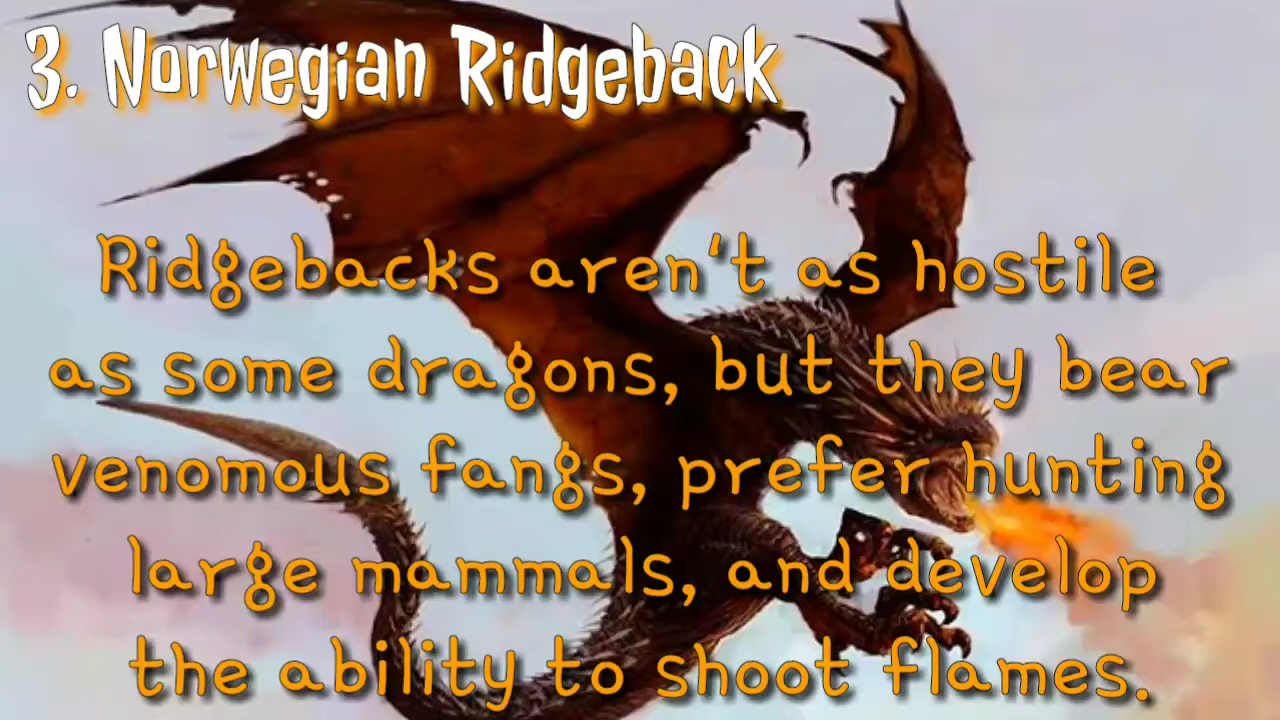 3. Norwegian Ridgeback
Ridgebacks aren't as hostile
as some dragons, but they bear
venomous fangs, prefer hunting
large mammals, and develop
the ability to shoot flames.